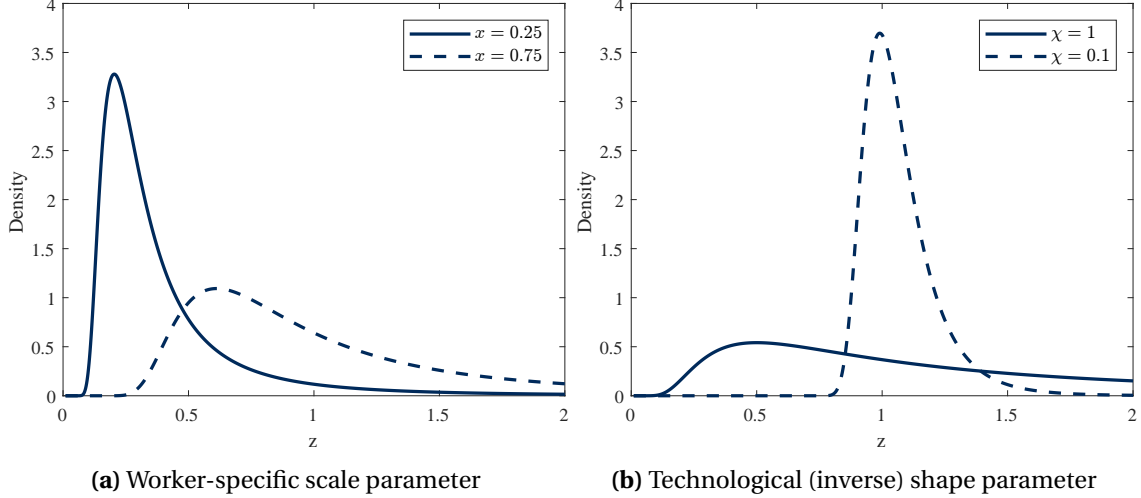 4
3.5
3
2.5
2
1.5
1
0.5
0
Density
x = 0.25
x = 0.75
0 0.5 1 1.5 2
z
(a) Worker-specific scale parameter
4
3.5
3
2.5
2
1.5
1
0.5
0
Density
χ = 1
χ = 0.1
0 0.5 1 1.5 2
z
(b) Technological (inverse) shape parameter